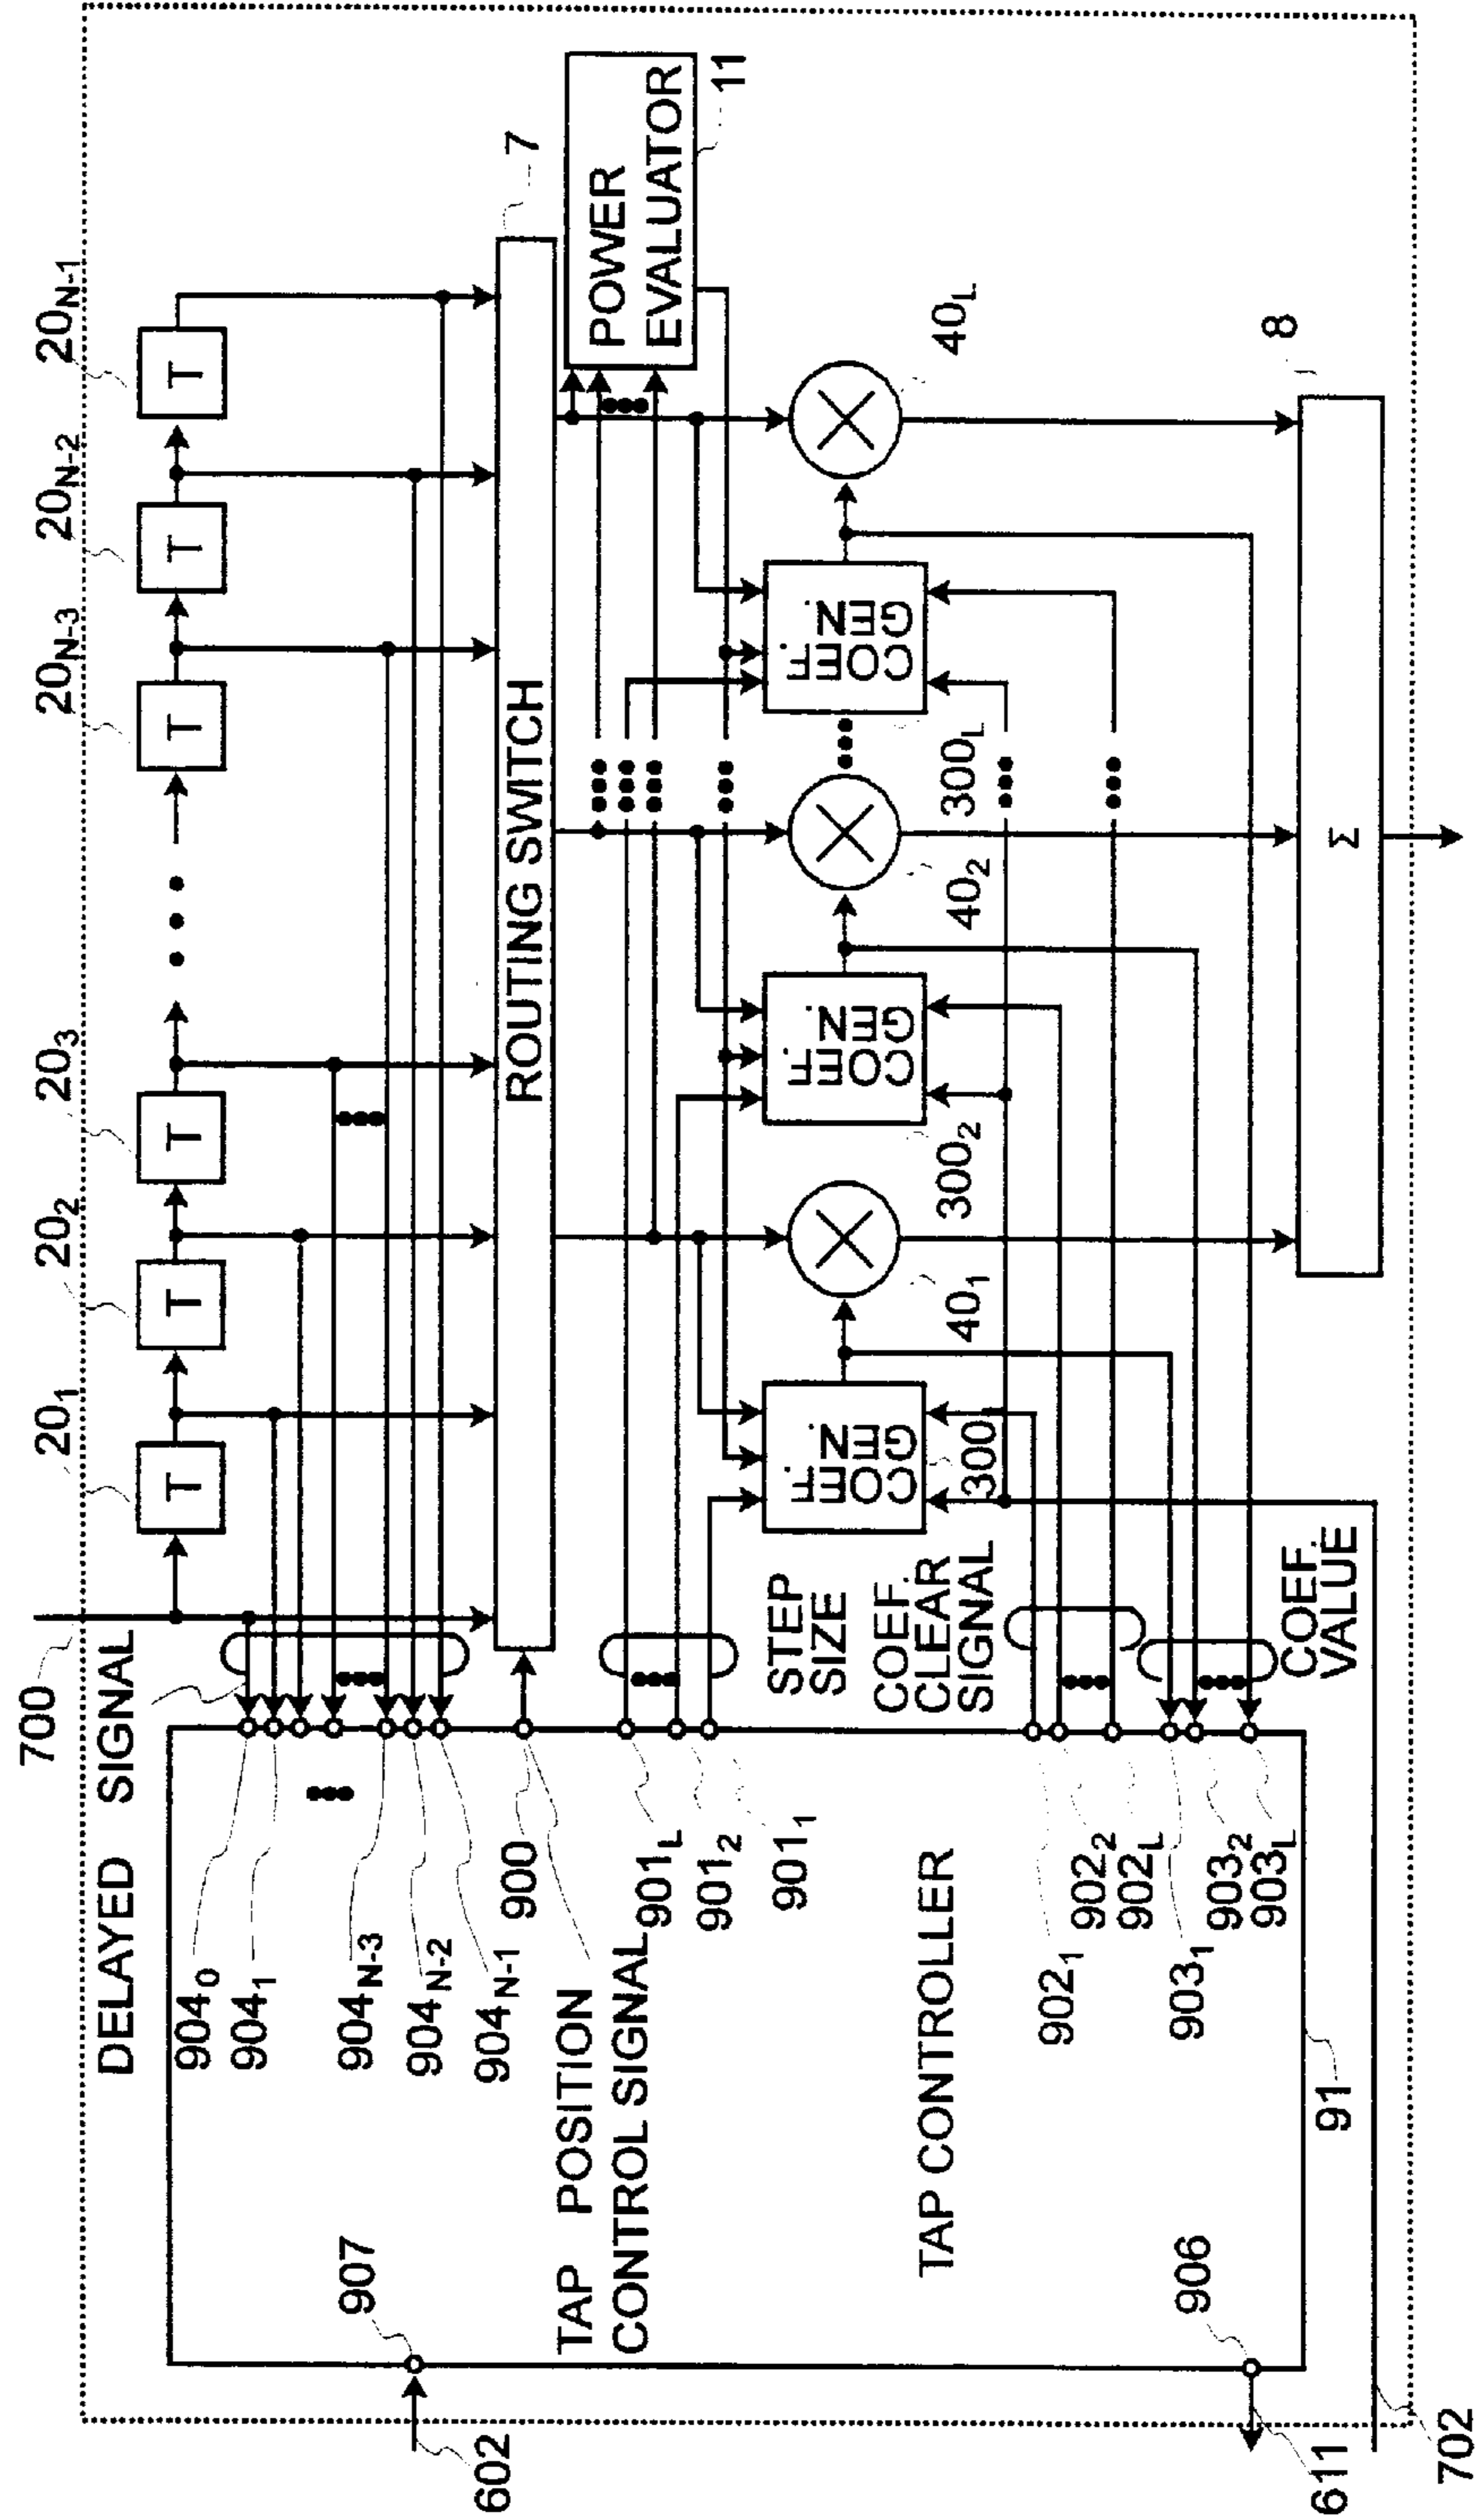 700
DELAYED SIGNAL
20₁
20₂
20₃
20N-3
20N-2
20N-1
T
T
T
T
T
T
904₀
904₁
904N-3
904N-2
904N-1
907
602
TAP POSITION
CONTROL SIGNAL
900
ROUTING SWITCH
7
POWER
EVALUATOR
11
901L
901₂
901₁
STEP
SIZE
COEF.
CLEAR
SIGNAL
COEF.
GEN.
COEF.
GEN.
COEF.
GEN.
300₁
300₂
300L
40₁
40₂
40L
TAP CONTROLLER
902₁
902₂
902L
903₁
903₂
903L
COEF.
VALUE
Σ
8
906
91
611
702